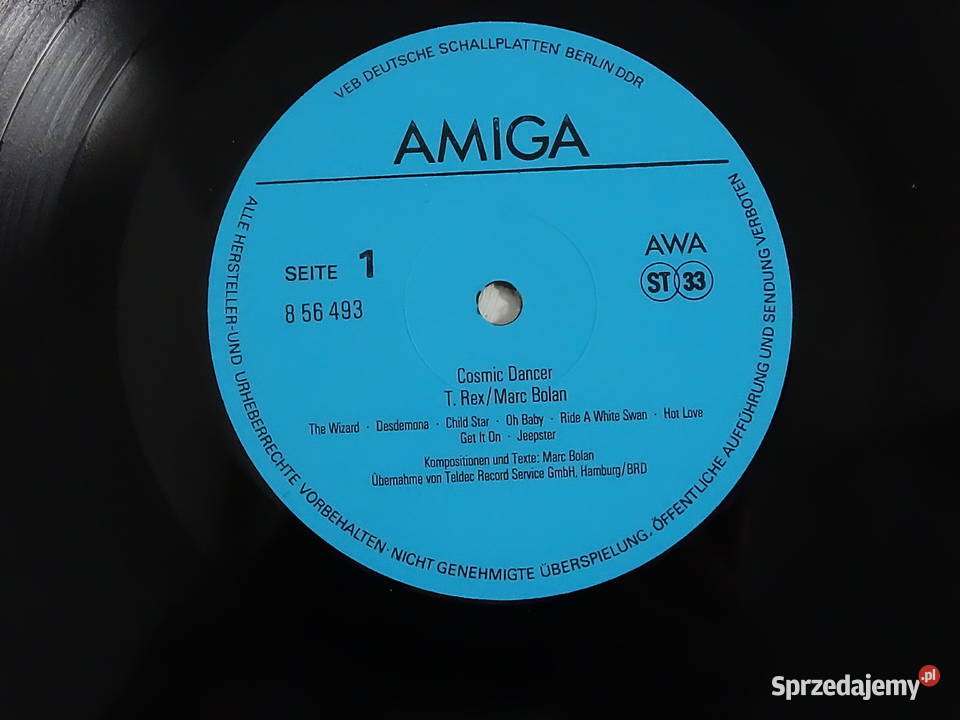 VEB DEUTSCHE SCHALLPLATTEN BERLIN DDR
AMIGA
SEITE 1
8 56 493
AWA
ST 33
Cosmic Dancer
T. Rex/Marc Bolan
The Wizard · Desdemona · Child Star · Oh Baby · Ride A White Swan · Hot Love
Get It On · Jeepster
Kompositionen und Texte: Marc Bolan
Übernahme von Teldec Record Service GmbH, Hamburg/BRD
ALLE HERSTELLER-UND URHEBERRECHTE VORBEHALTEN·NICHT GENEHMIGTE ÜBERSPIELUNG, ÖFFENTLICHE AUFFÜHRUNG UND SENDUNG VERBOTEN
Sprzedajemy.pl